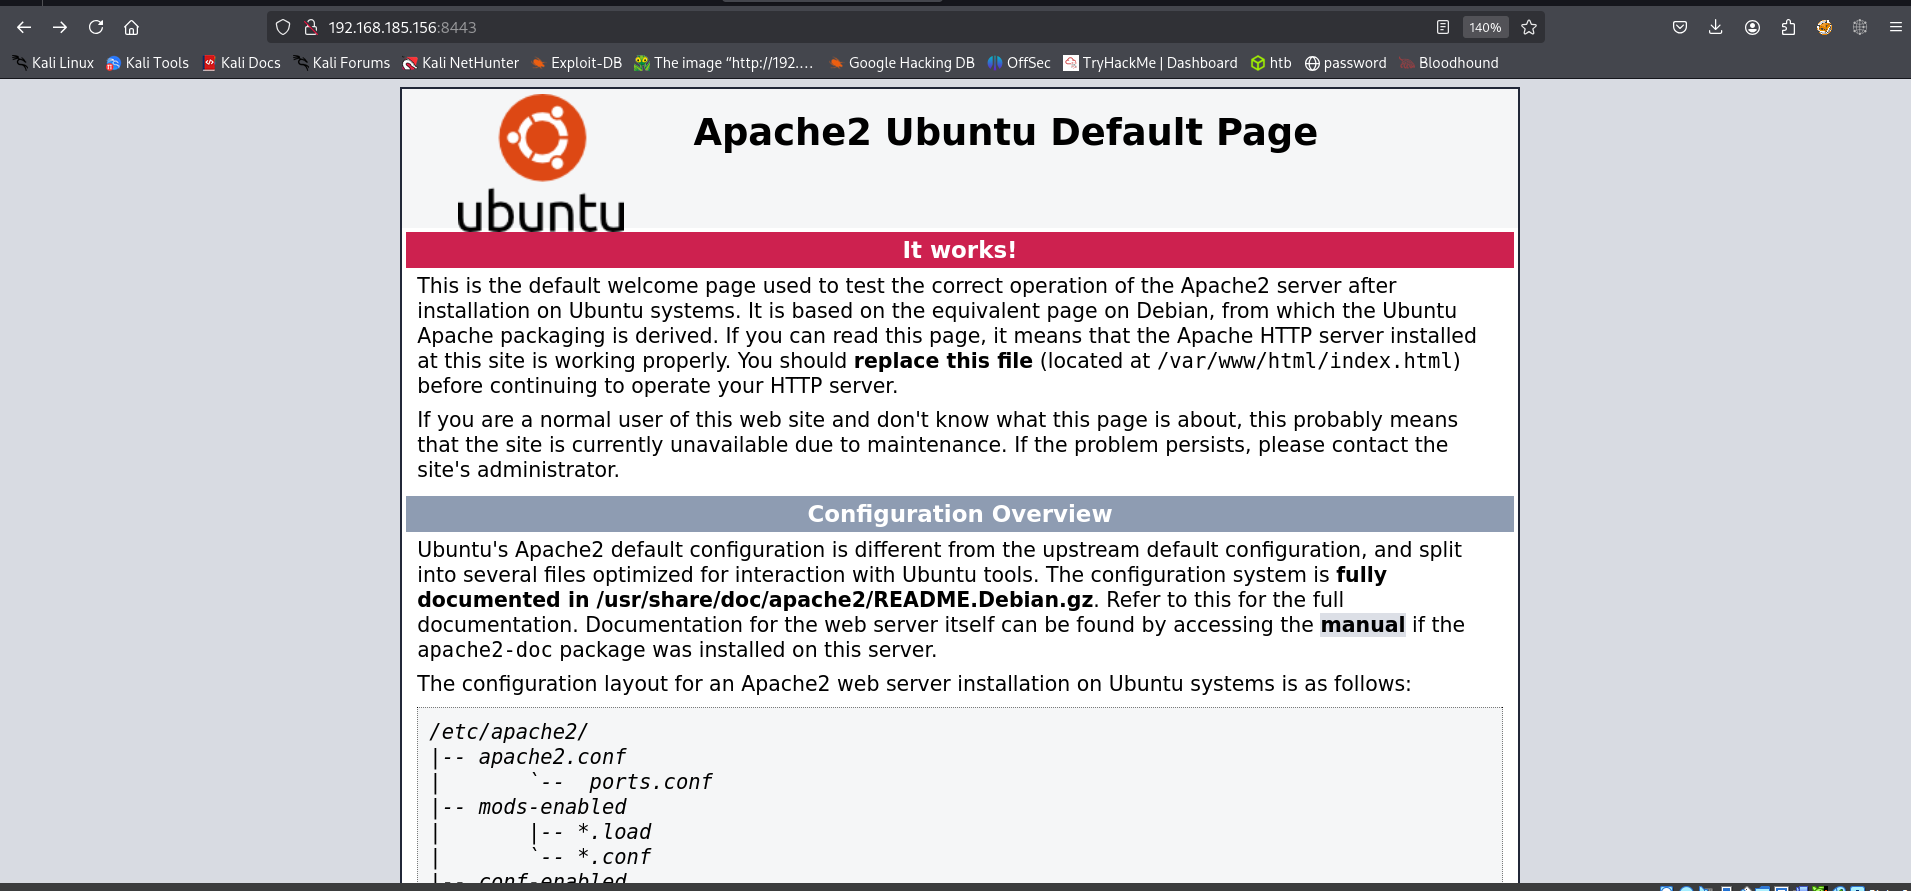 192.168.185.156:8443
140%
Kali Linux Kali Tools Kali Docs Kali Forums Kali NetHunter Exploit-DB The image “http://192.... Google Hacking DB OffSec TryHackMe | Dashboard htb password Bloodhound
ubuntu
Apache2 Ubuntu Default Page
It works!
This is the default welcome page used to test the correct operation of the Apache2 server after
installation on Ubuntu systems. It is based on the equivalent page on Debian, from which the Ubuntu
Apache packaging is derived. If you can read this page, it means that the Apache HTTP server installed
at this site is working properly. You should replace this file (located at /var/www/html/index.html)
before continuing to operate your HTTP server.
If you are a normal user of this web site and don't know what this page is about, this probably means
that the site is currently unavailable due to maintenance. If the problem persists, please contact the
site's administrator.
Configuration Overview
Ubuntu's Apache2 default configuration is different from the upstream default configuration, and split
into several files optimized for interaction with Ubuntu tools. The configuration system is fully
documented in /usr/share/doc/apache2/README.Debian.gz. Refer to this for the full
documentation. Documentation for the web server itself can be found by accessing the manual if the
apache2-doc package was installed on this server.
The configuration layout for an Apache2 web server installation on Ubuntu systems is as follows:
/etc/apache2/
|-- apache2.conf
|       `--  ports.conf
|-- mods-enabled
|       |-- *.load
|       `-- *.conf
|-- conf-enabled